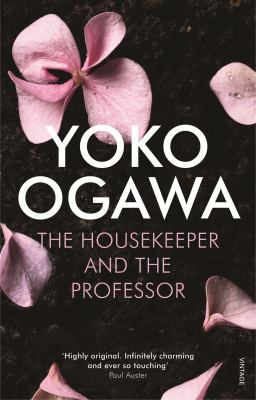 YOKO
OGAWA
THE HOUSEKEEPER
AND THE
PROFESSOR
‘Highly original. Infinitely charming
and ever so touching’
Paul Auster
VINTAGE